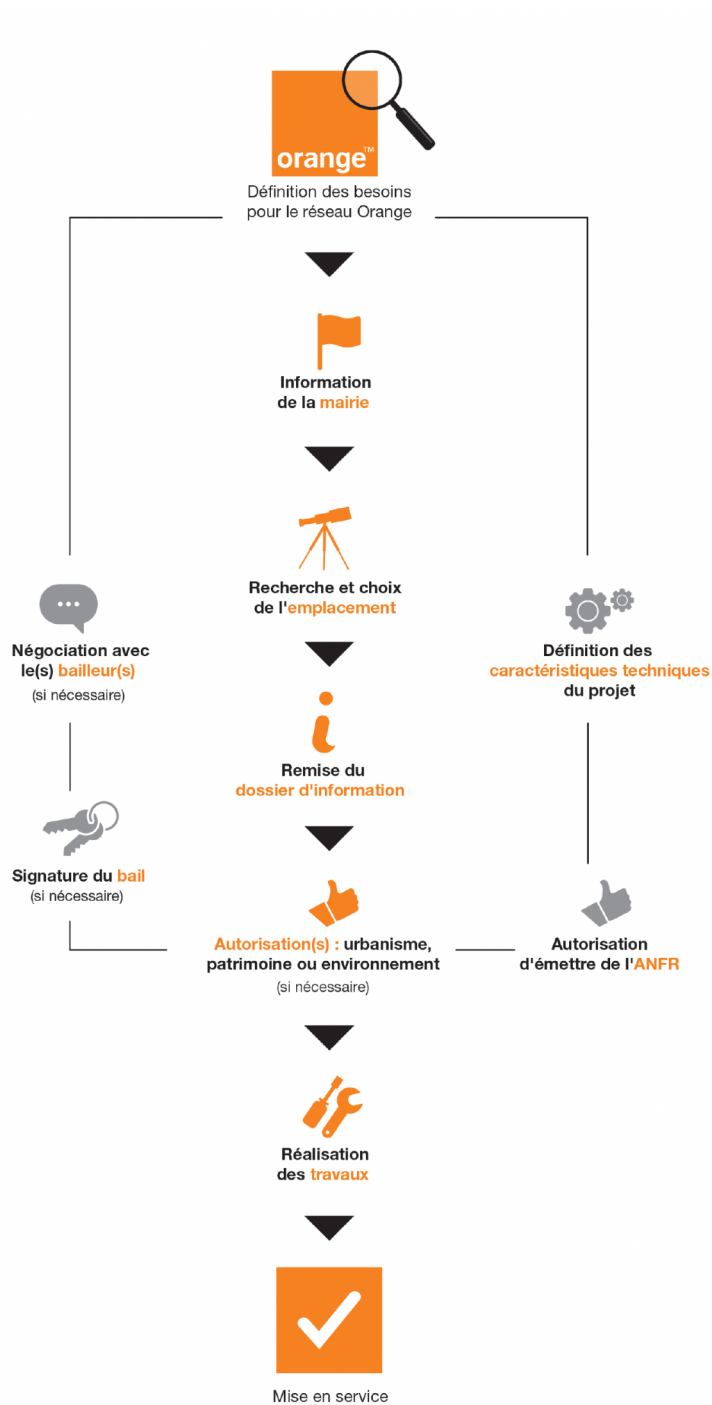 orange™
Définition des besoins
pour le réseau Orange
Information
de la mairie
Recherche et choix
de l'emplacement
Négociation avec
le(s) bailleur(s)
(si nécessaire)
Définition des
caractéristiques techniques
du projet
Remise du
dossier d'information
Signature du bail
(si nécessaire)
Autorisation(s) : urbanisme,
patrimoine ou environnement
(si nécessaire)
Autorisation
d'émettre de l'ANFR
Réalisation
des travaux
Mise en service